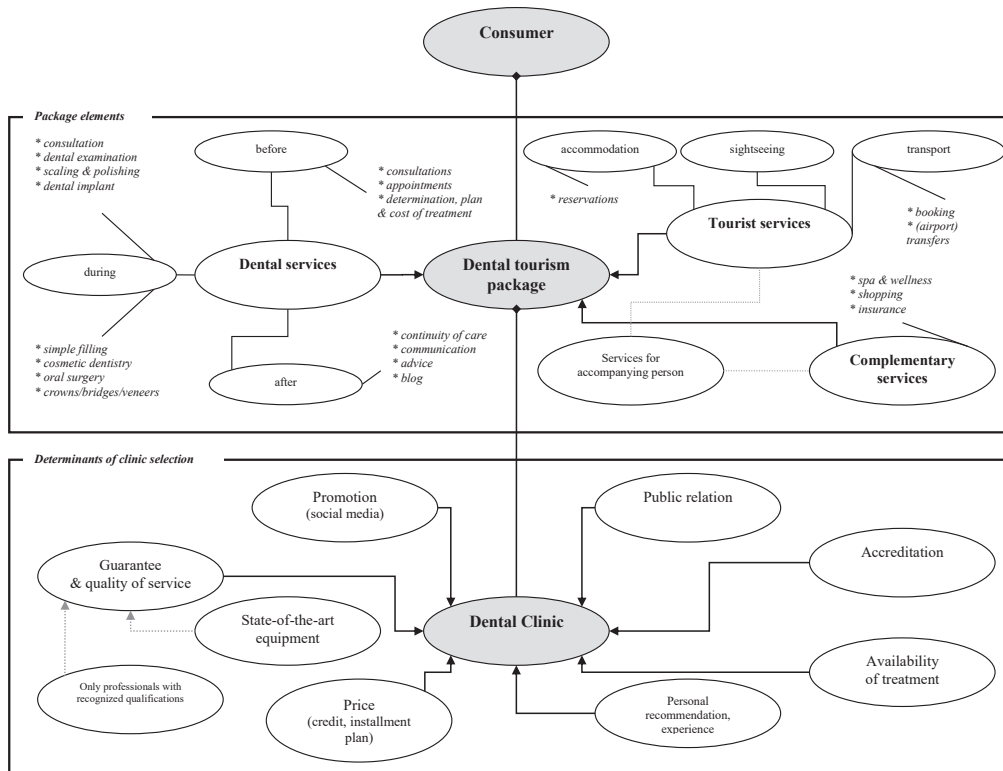 Consumer
Package elements
* consultation
* dental examination
* scaling & polishing
* dental implant
before
* consultations
* appointments
* determination, plan
& cost of treatment
accommodation
* reservations
sightseeing
transport
* booking
* (airport)
transfers
Tourist services
during
Dental services
Dental tourism
package
* spa & wellness
* shopping
* insurance
* simple filling
* cosmetic dentistry
* oral surgery
* crowns/bridges/veneers
after
* continuity of care
* communication
* advice
* blog
Services for
accompanying person
Complementary
services
Determinants of clinic selection
Promotion
(social media)
Public relation
Guarantee
& quality of service
Accreditation
State-of-the-art
equipment
Dental Clinic
Only professionals with
recognized qualifications
Price
(credit, installment
plan)
Personal
recommendation,
experience
Availability
of treatment